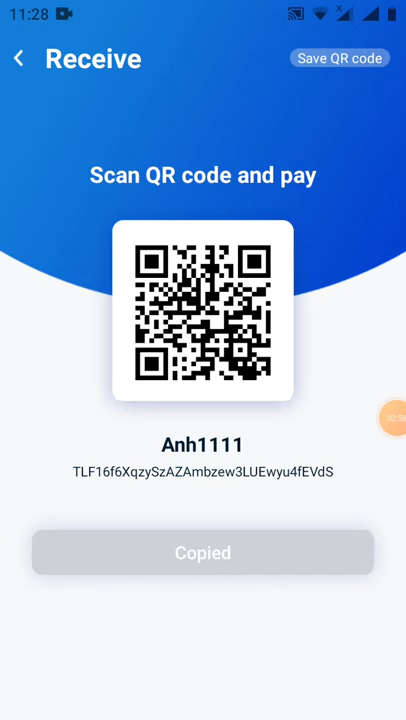 11:28
Receive
Save QR code
Scan QR code and pay
Anh1111
TLF16f6XqzySzAZAmbzew3LUEwyu4fEVdS
Copied